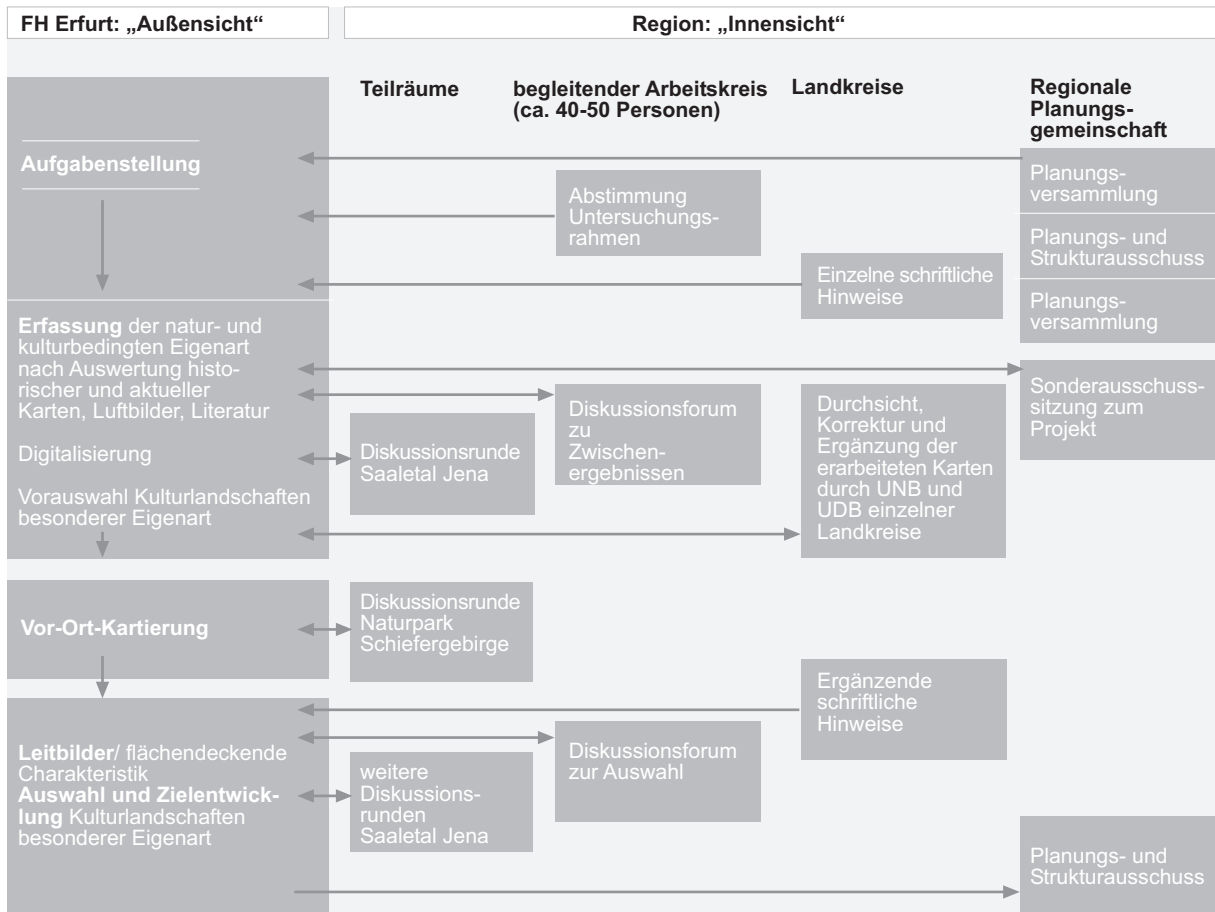 FH Erfurt: „Außensicht“
Region: „Innensicht“
Teilräume
begleitender Arbeitskreis
(ca. 40-50 Personen)
Landkreise
Regionale
Planungs-
gemeinschaft
Aufgabenstellung
Planungs-
versammlung
Abstimmung
Untersuchungs-
rahmen
Planungs- und
Strukturausschuss
Einzelne schriftliche
Hinweise
Planungs-
versammlung
Erfassung der natur- und
kulturbedingten Eigenart
nach Auswertung histo-
rischer und aktueller
Karten, Luftbilder, Literatur
Digitalisierung
Vorauswahl Kulturlandschaften
besonderer Eigenart
Diskussionsrunde
Saaletal Jena
Diskussionsforum
zu
Zwischen-
ergebnissen
Durchsicht,
Korrektur und
Ergänzung der
erarbeiteten Karten
durch UNB und
UDB einzelner
Landkreise
Sonderausschuss-
sitzung zum
Projekt
Vor-Ort-Kartierung
Diskussionsrunde
Naturpark
Schiefergebirge
Ergänzende
schriftliche
Hinweise
Leitbilder/ flächendeckende
Charakteristik
Auswahl und Zielentwick-
lung Kulturlandschaften
besonderer Eigenart
weitere
Diskussions-
runden
Saaletal Jena
Diskussionsforum
zur Auswahl
Planungs- und
Strukturausschuss